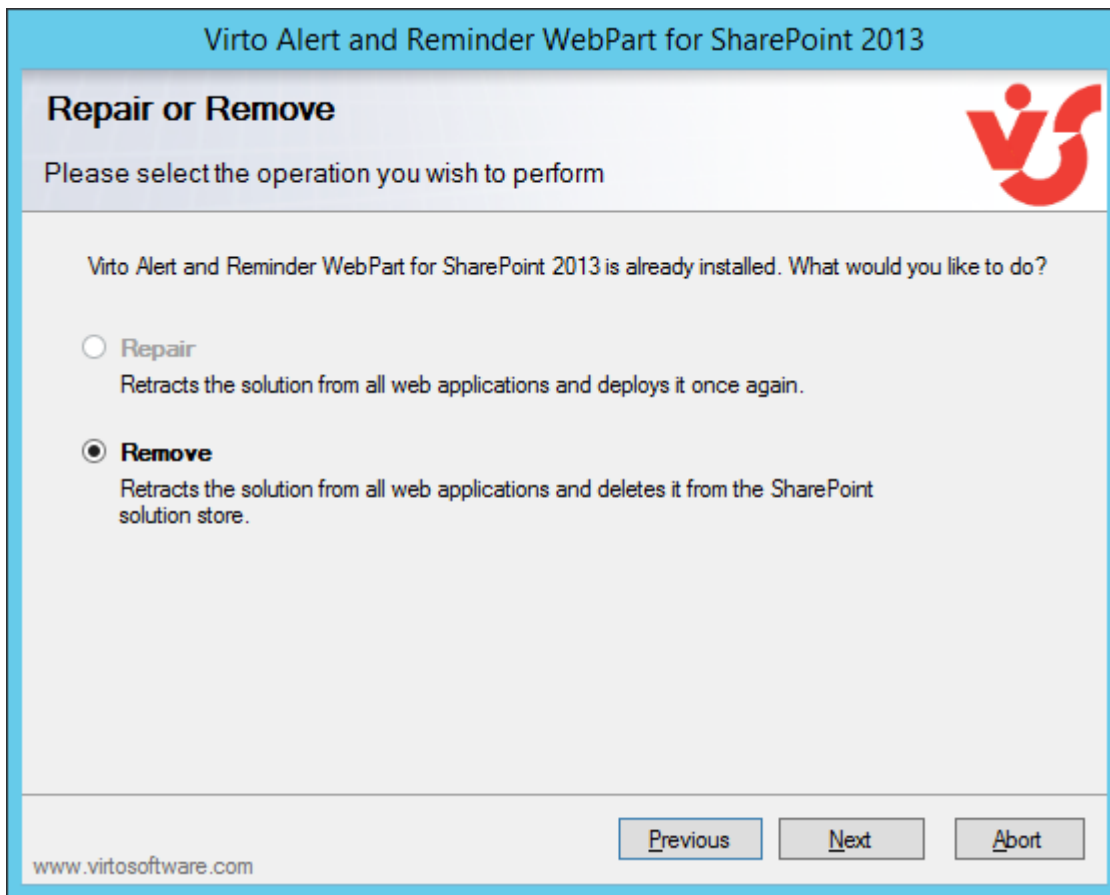 Virto Alert and Reminder WebPart for SharePoint 2013
Repair or Remove
Please select the operation you wish to perform
Virto Alert and Reminder WebPart for SharePoint 2013 is already installed. What would you like to do?
Repair
Retracts the solution from all web applications and deploys it once again.
Remove
Retracts the solution from all web applications and deletes it from the SharePoint
solution store.
Previous Next Abort
www.virtosoftware.com